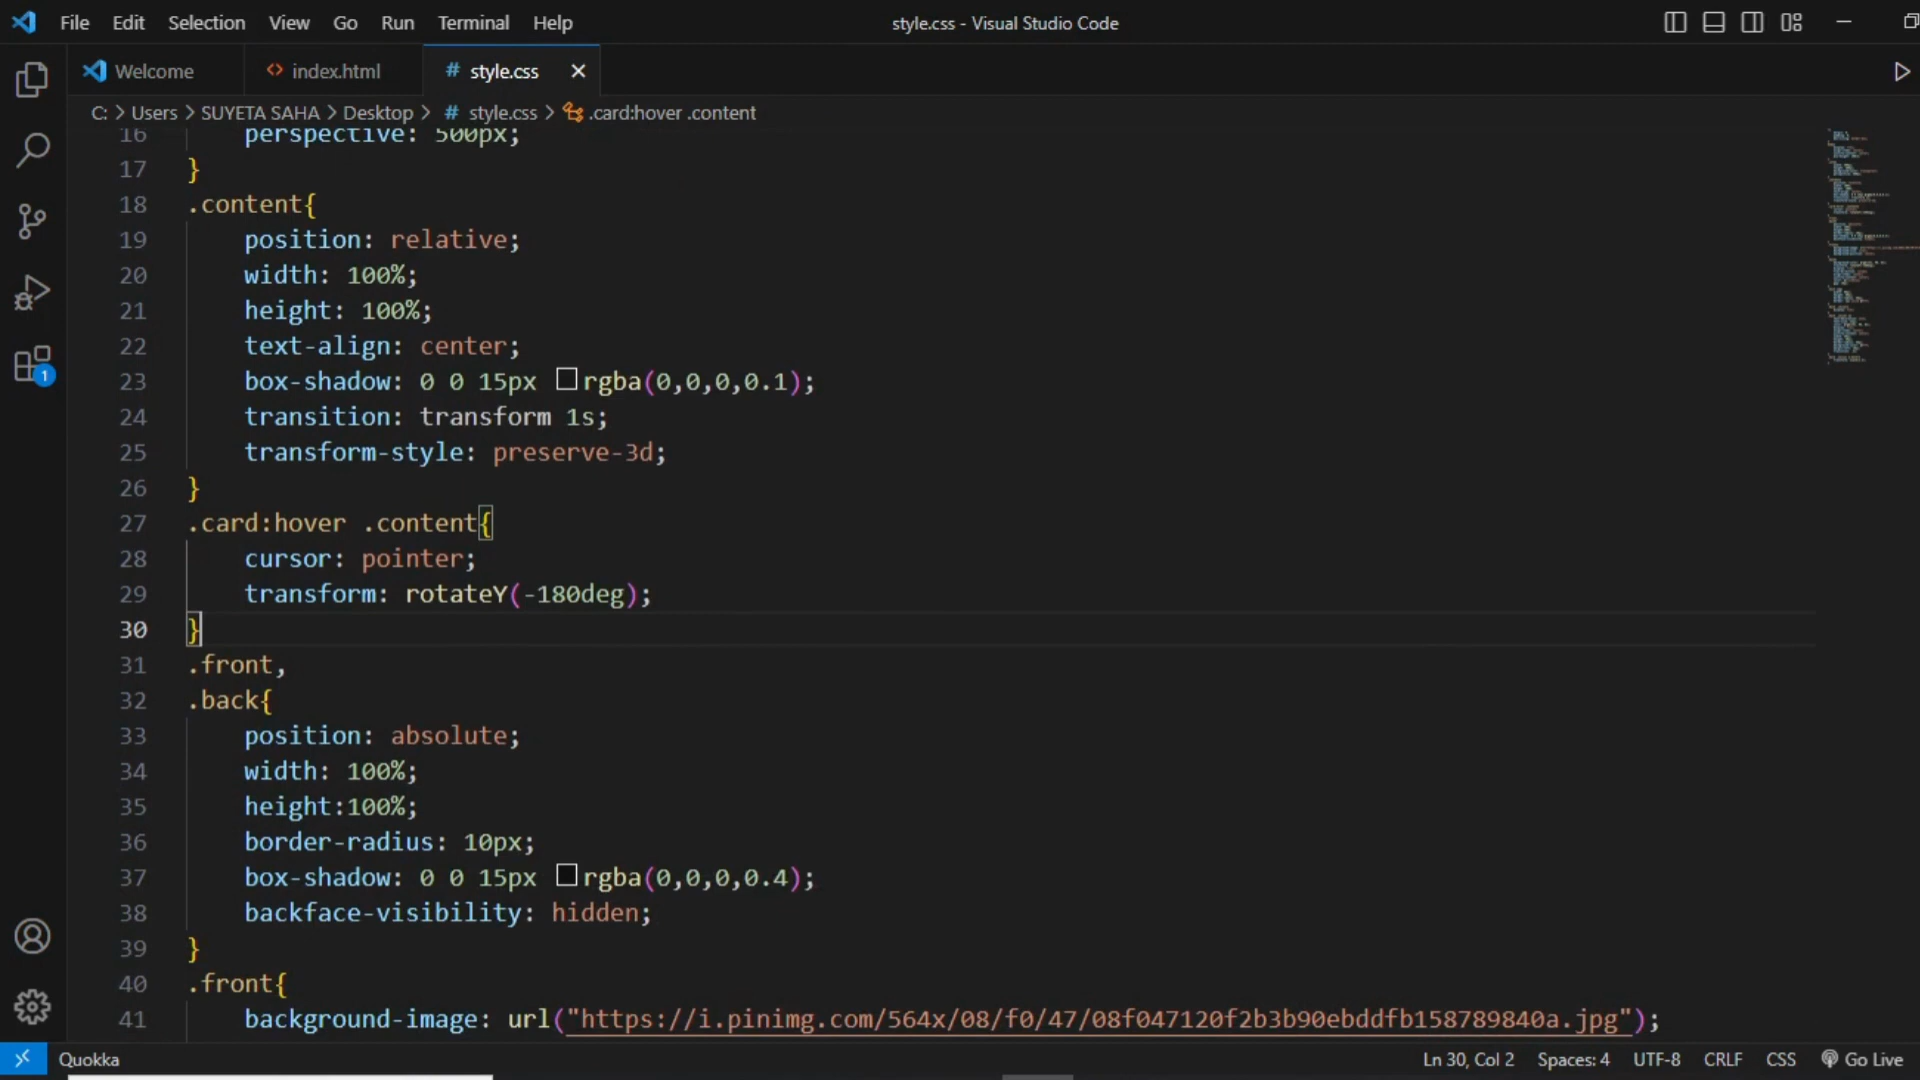 File Edit Selection View Go Run Terminal Help style.css - Visual Studio Code
Welcome <> index.html # style.css ×
C: > Users > SUYETA SAHA > Desktop > # style.css > .card:hover .content
16 perspective: 500px;
17 }
18 .content{
19 position: relative;
20 width: 100%;
21 height: 100%;
22 text-align: center;
23 box-shadow: 0 0 15px rgba(0,0,0,0.1);
24 transition: transform 1s;
25 transform-style: preserve-3d;
26 }
27 .card:hover .content{
28 cursor: pointer;
29 transform: rotateY(-180deg);
30 }
31 .front,
32 .back{
33 position: absolute;
34 width: 100%;
35 height:100%;
36 border-radius: 10px;
37 box-shadow: 0 0 15px rgba(0,0,0,0.4);
38 backface-visibility: hidden;
39 }
40 .front{
41 background-image: url("https://i.pinimg.com/564x/08/f0/47/08f047120f2b3b90ebddfb158789840a.jpg");
1
Quokka Ln 30, Col 2 Spaces: 4 UTF-8 CRLF CSS Go Live